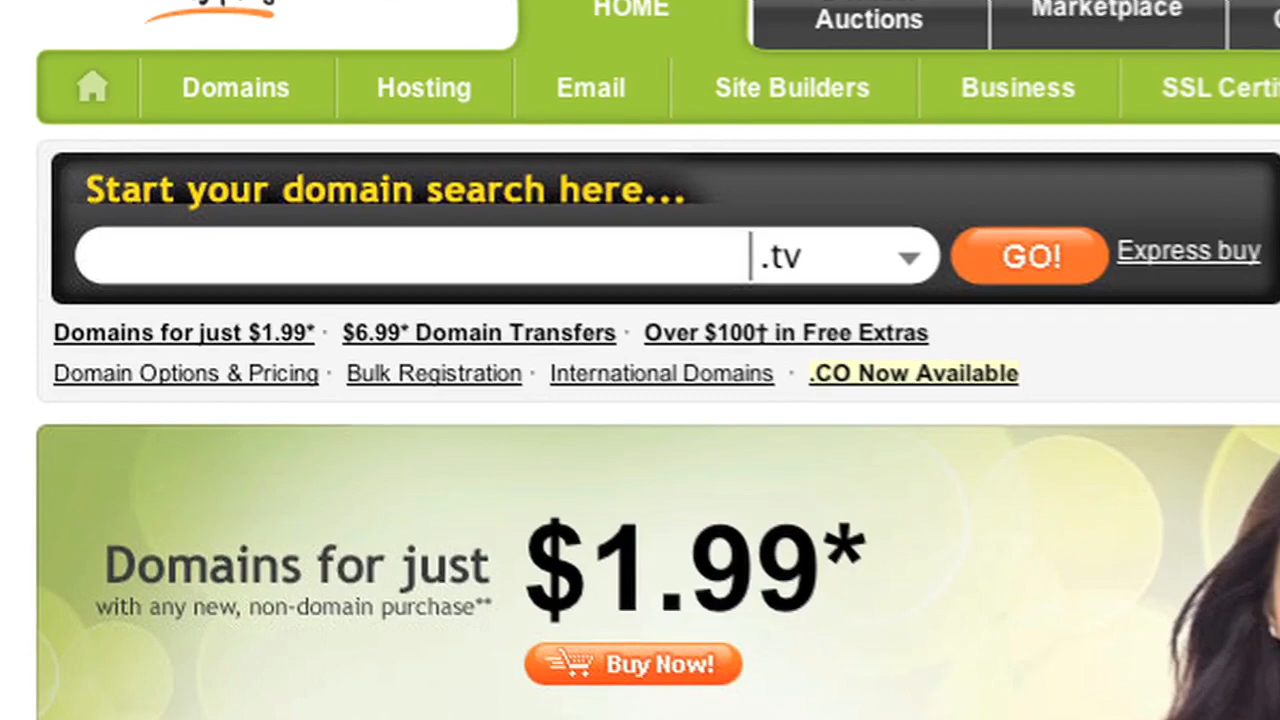 HOME
Auctions
Marketplace
Domains
Hosting
Email
Site Builders
Business
SSL Certi
Start your domain search here...
.tv
GO!
Express buy
Domains for just $1.99* · $6.99* Domain Transfers · Over $100† in Free Extras
Domain Options & Pricing · Bulk Registration · International Domains · .CO Now Available
Domains for just
$1.99*
with any new, non-domain purchase**
Buy Now!